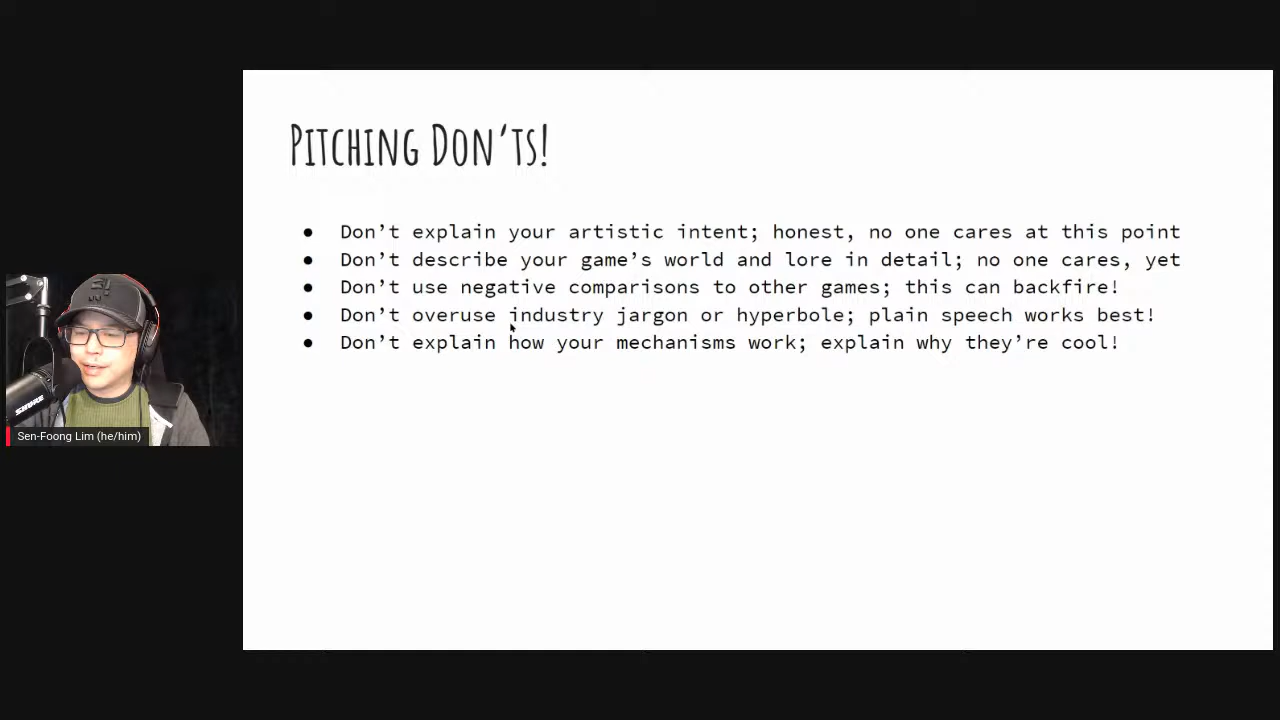 Pitching Don'ts!
● Don't explain your artistic intent; honest, no one cares at this point
● Don't describe your game's world and lore in detail; no one cares, yet
● Don't use negative comparisons to other games; this can backfire!
● Don't overuse industry jargon or hyperbole; plain speech works best!
● Don't explain how your mechanisms work; explain why they're cool!
SHURE
Sen-Foong Lim (he/him)